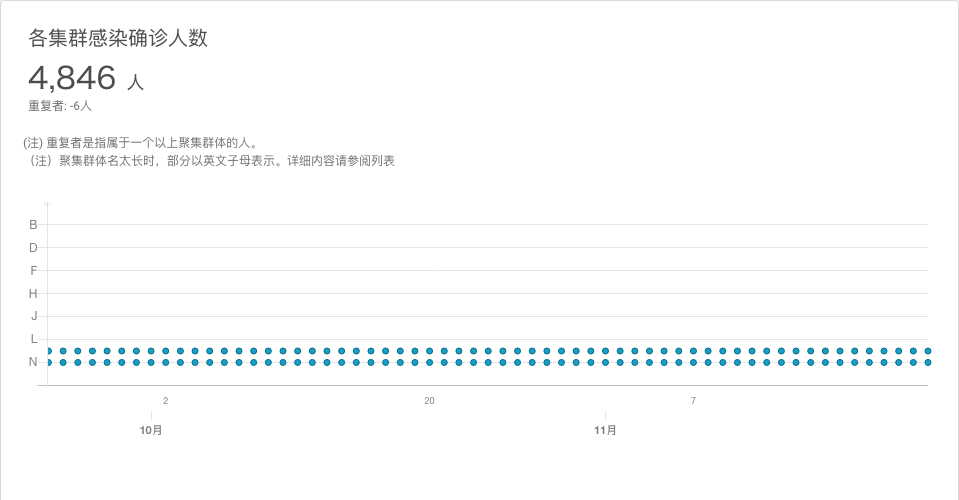 各集群感染确诊人数
4,846 人
重复者: -6人
(注) 重复者是指属于一个以上聚集群体的人。
（注）聚集群体名太长时，部分以英文子母表示。详细内容请参阅列表
B
D
F
H
J
L
N
2 20 7
10月 11月